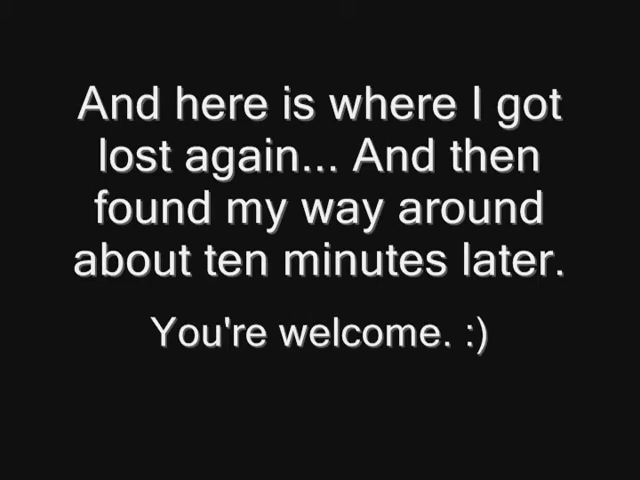 And here is where I got
lost again... And then
found my way around
about ten minutes later.
You're welcome. :)